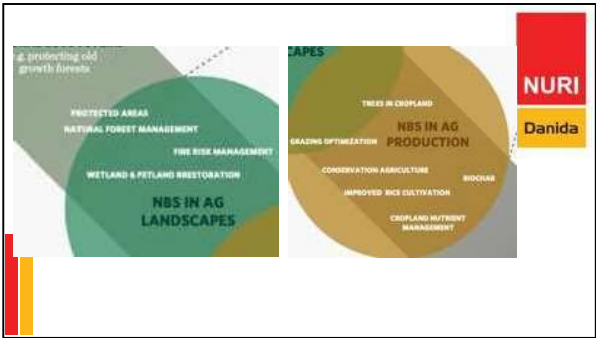 e.g. protecting old
growth forests
PROTECTED AREAS
NATURAL FOREST MANAGEMENT
FIRE RISK MANAGEMENT
WETLAND & PETLAND RRESTORATION
NBS IN AG
LANDSCAPES
CAPES
TREES IN CROPLAND
NBS IN AG
PRODUCTION
GRAZING OPTIMIZATION
CONSERVATION AGRICULTURE
BIOCHAR
IMPROVED RICE CULTIVATION
CROPLAND NUTRIENT
MANAGEMENT
NURI
Danida